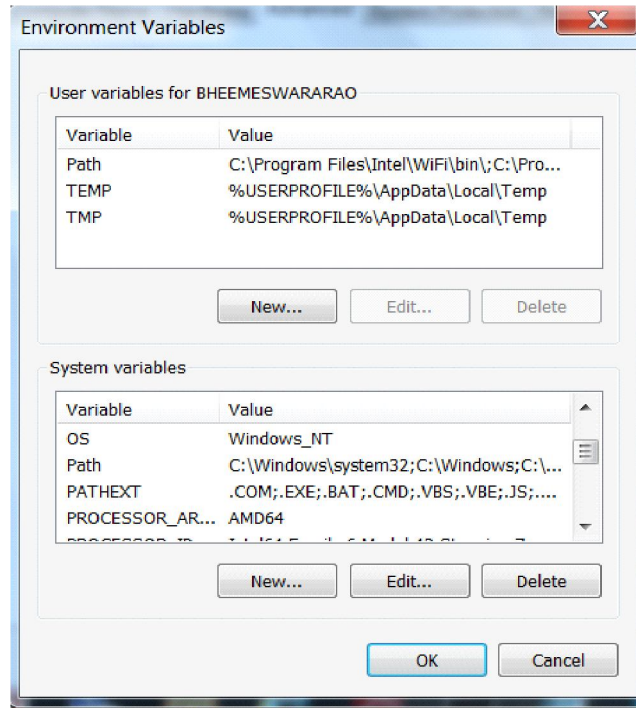 Environment Variables
User variables for BHEEMESWARARAO
Variable Value
Path C:\Program Files\Intel\WiFi\bin\;C:\Pro...
TEMP %USERPROFILE%\AppData\Local\Temp
TMP %USERPROFILE%\AppData\Local\Temp
New... Edit... Delete
System variables
Variable Value
OS Windows_NT
Path C:\Windows\system32;C:\Windows;C:\...
PATHEXT .COM;.EXE;.BAT;.CMD;.VBS;.VBE;.JS;....
PROCESSOR_AR... AMD64
New... Edit... Delete
OK Cancel